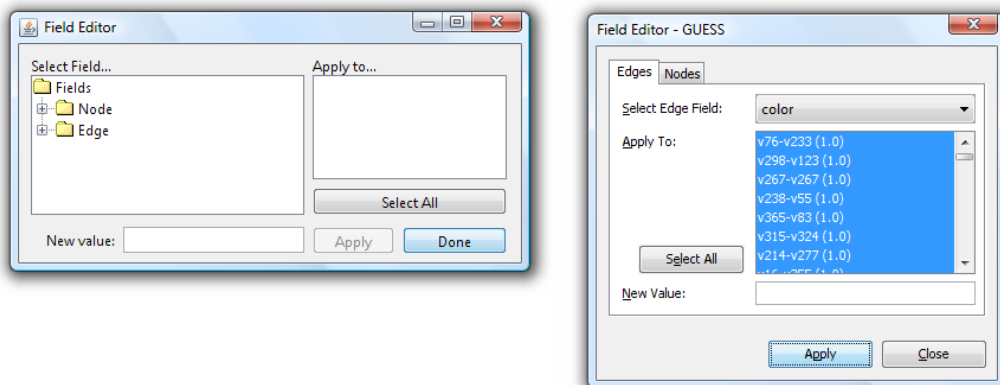 Field Editor
Select Field...
Apply to...
Fields
Node
Edge
Select All
New value:
Apply
Done
Field Editor - GUESS
Edges Nodes
Select Edge Field: color
Apply To:
v76-v233 (1.0)
v298-v123 (1.0)
v267-v267 (1.0)
v238-v55 (1.0)
v365-v83 (1.0)
v315-v324 (1.0)
Select All
v214-v277 (1.0)
New Value:
Apply
Close